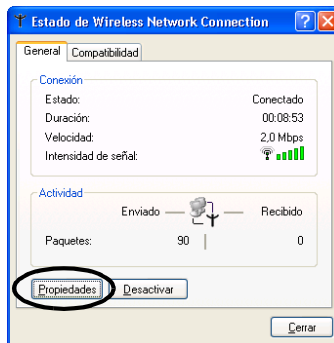 Estado de Wireless Network Connection
General Compatibilidad
Conexión
Estado: Conectado
Duración: 00:08:53
Velocidad: 2,0 Mbps
Intensidad de señal:
Actividad
Enviado Recibido
Paquetes: 90 0
Propiedades Desactivar
Cerrar